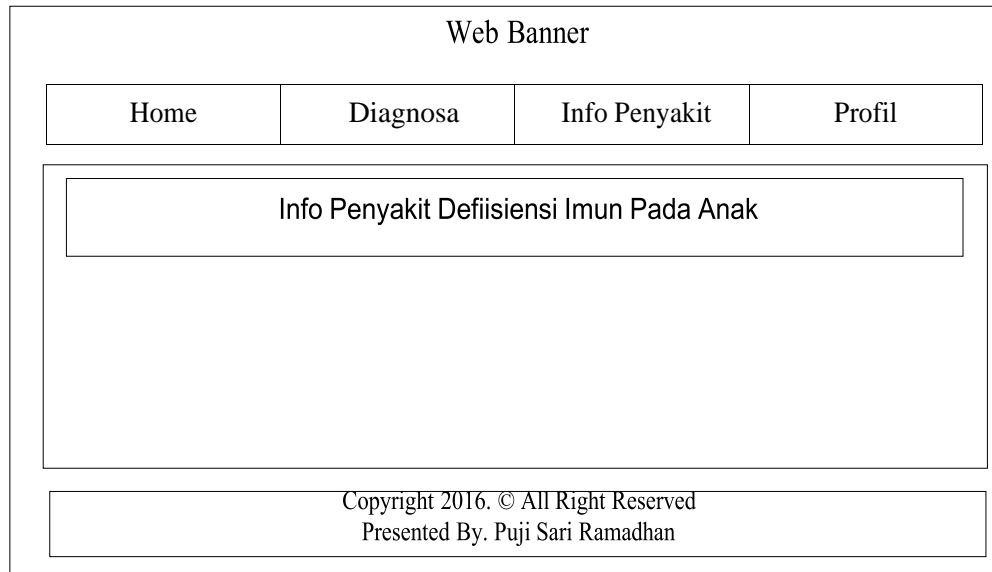 Web Banner
Home Diagnosa Info Penyakit Profil
Info Penyakit Defiisiensi Imun Pada Anak
Copyright 2016. © All Right Reserved
Presented By. Puji Sari Ramadhan